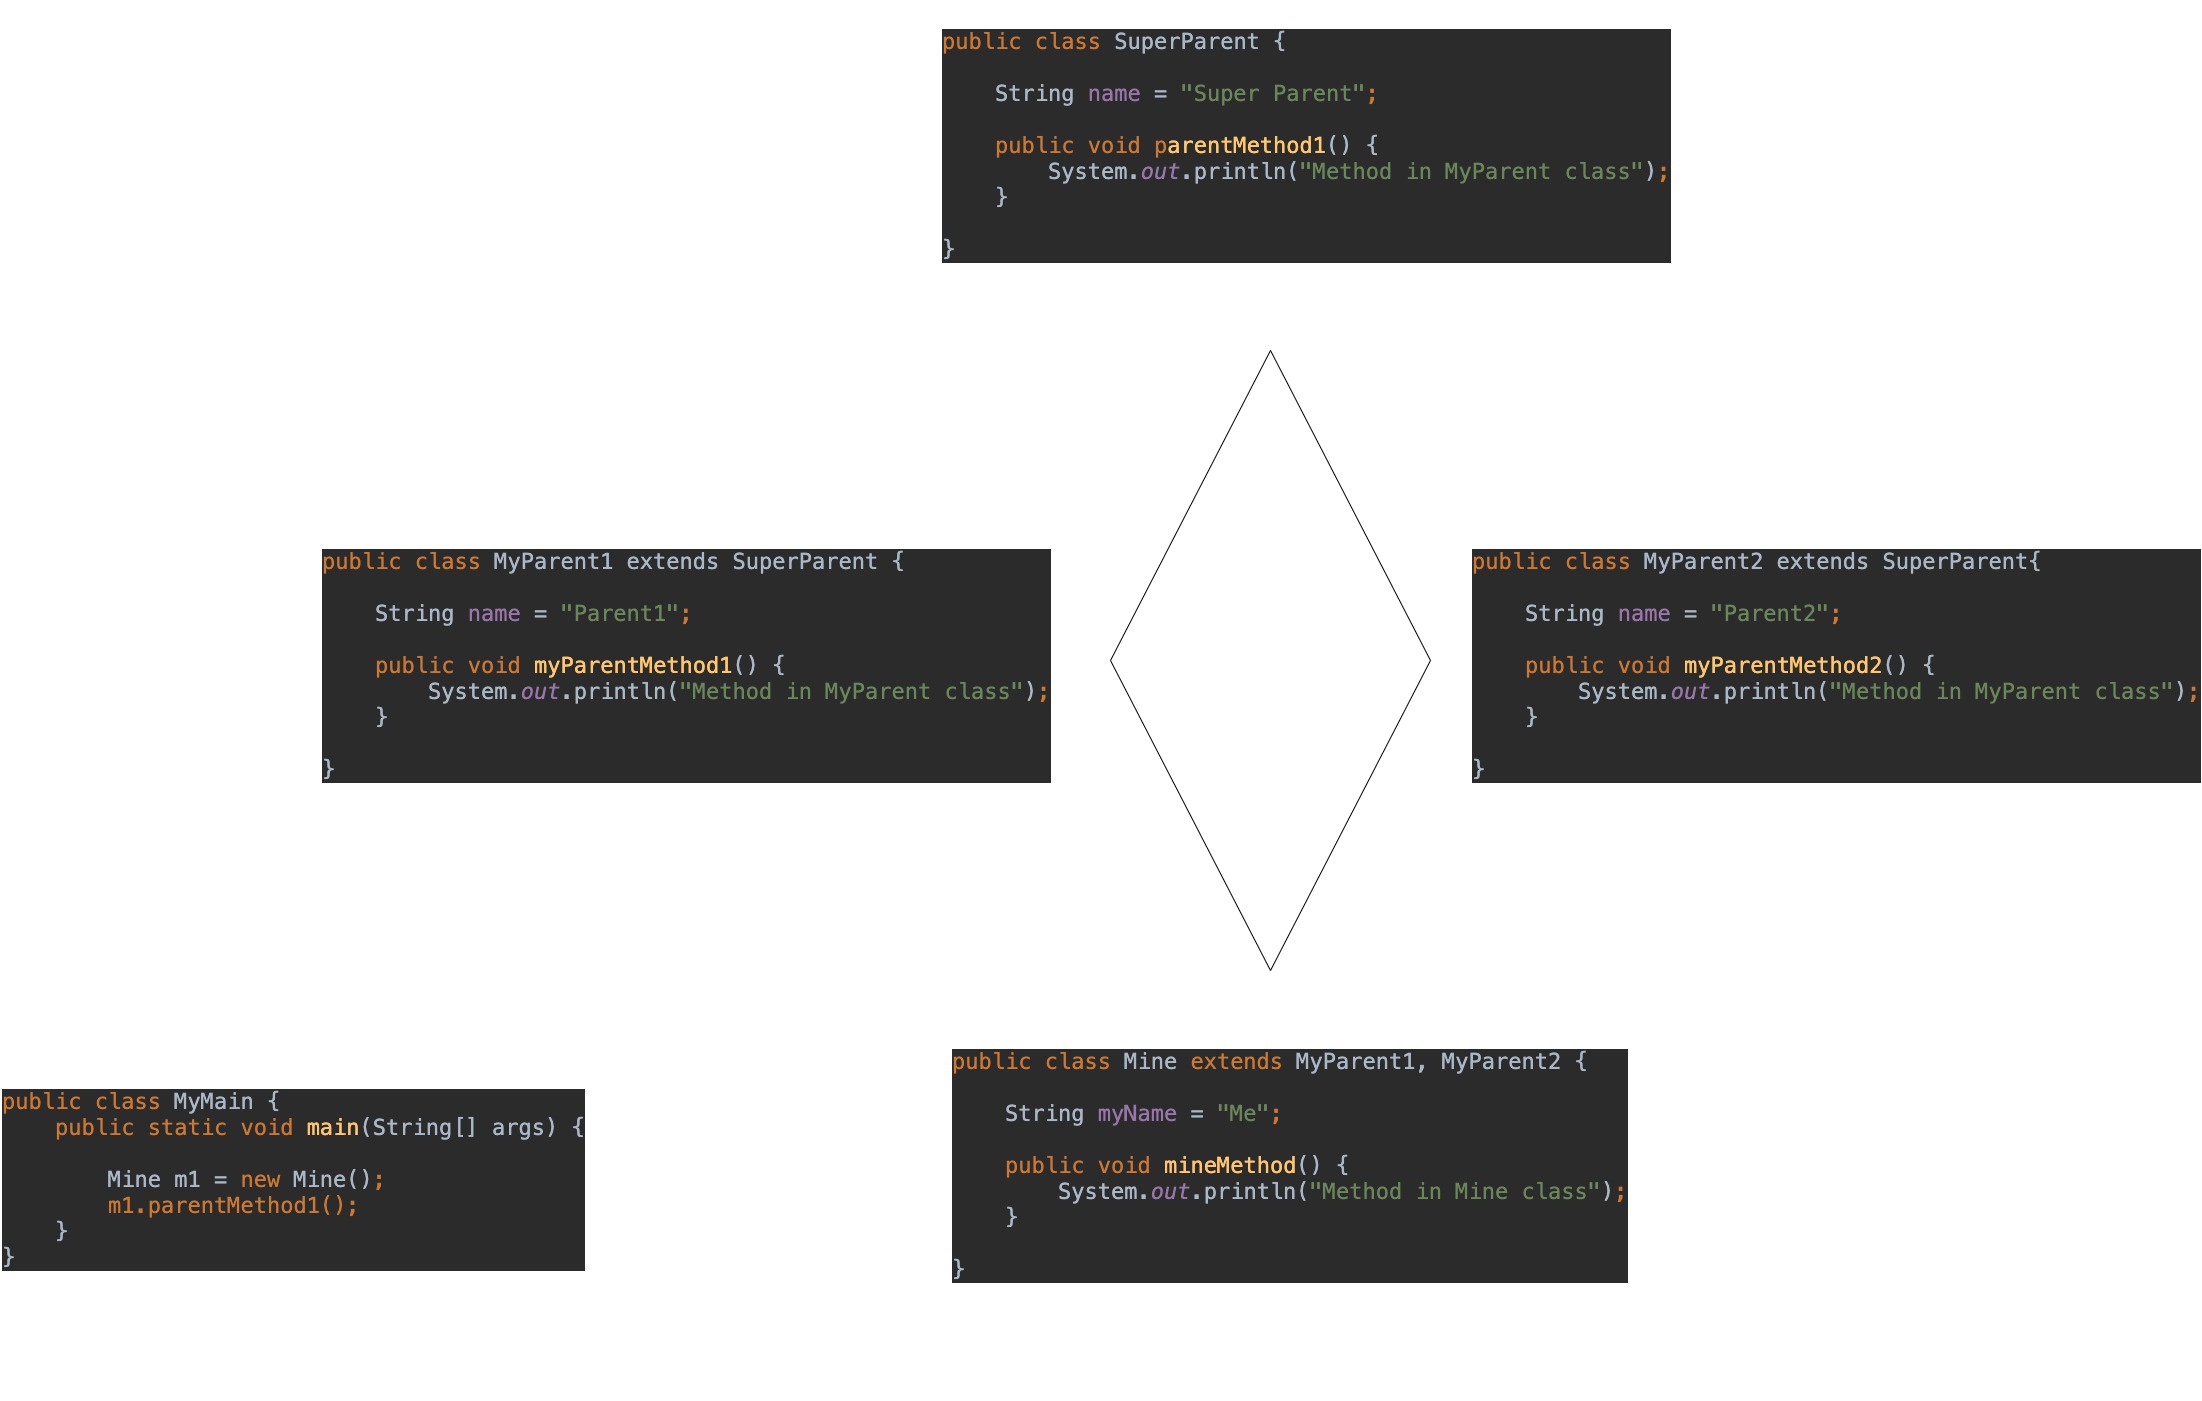 public class SuperParent {
String name = "Super Parent";
public void parentMethod1() {
System.out.println("Method in MyParent class");
}
}
public class MyParent1 extends SuperParent {
String name = "Parent1";
public void myParentMethod1() {
System.out.println("Method in MyParent class");
}
}
public class MyParent2 extends SuperParent{
String name = "Parent2";
public void myParentMethod2() {
System.out.println("Method in MyParent class");
}
}
public class MyMain {
public static void main(String[] args) {
Mine m1 = new Mine();
m1.parentMethod1();
}
}
public class Mine extends MyParent1, MyParent2 {
String myName = "Me";
public void mineMethod() {
System.out.println("Method in Mine class");
}
}